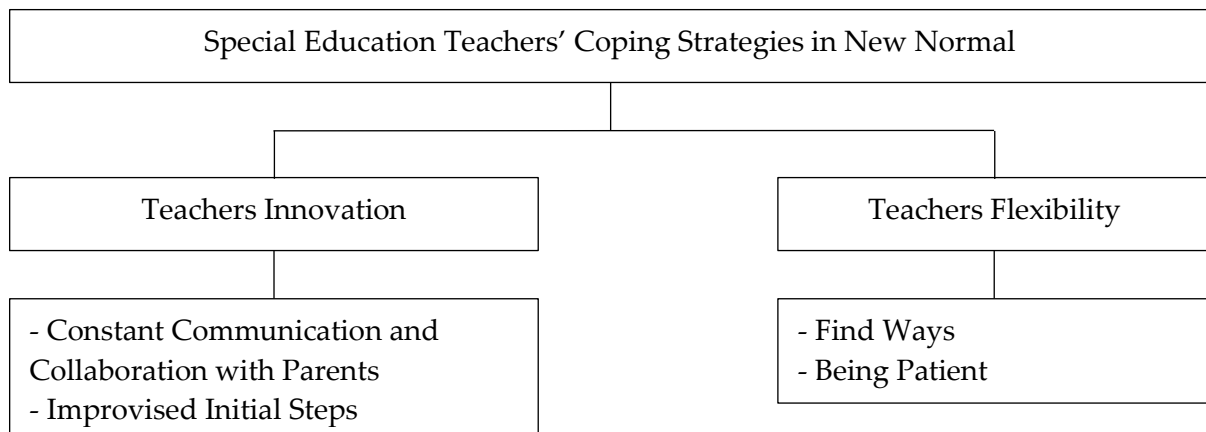 Special Education Teachers’ Coping Strategies in New Normal
Teachers Innovation
Teachers Flexibility
- Constant Communication and
Collaboration with Parents
- Improvised Initial Steps
- Find Ways
- Being Patient